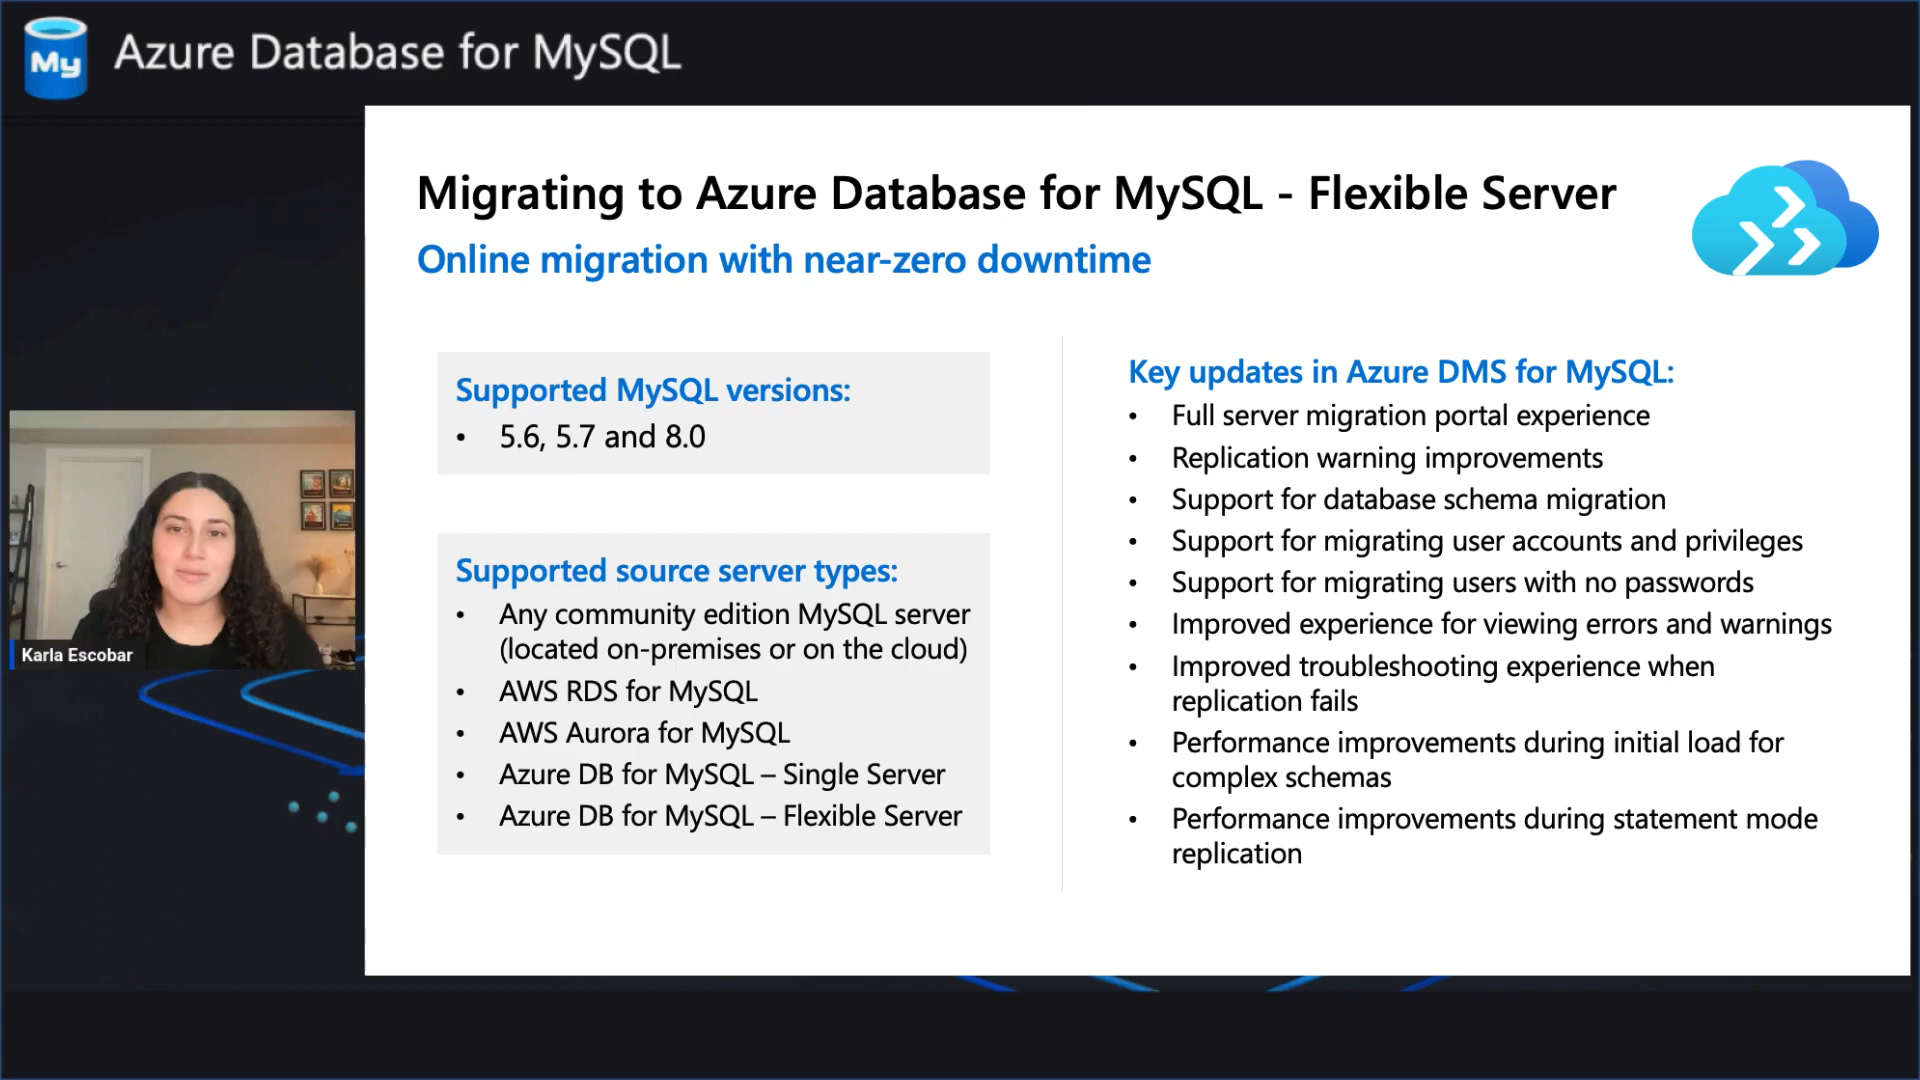 My
Azure Database for MySQL
Migrating to Azure Database for MySQL - Flexible Server
Online migration with near-zero downtime
Supported MySQL versions:
• 5.6, 5.7 and 8.0
Supported source server types:
• Any community edition MySQL server
(located on-premises or on the cloud)
• AWS RDS for MySQL
• AWS Aurora for MySQL
• Azure DB for MySQL – Single Server
• Azure DB for MySQL – Flexible Server
Key updates in Azure DMS for MySQL:
• Full server migration portal experience
• Replication warning improvements
• Support for database schema migration
• Support for migrating user accounts and privileges
• Support for migrating users with no passwords
• Improved experience for viewing errors and warnings
• Improved troubleshooting experience when
replication fails
• Performance improvements during initial load for
complex schemas
• Performance improvements during statement mode
replication
Karla Escobar